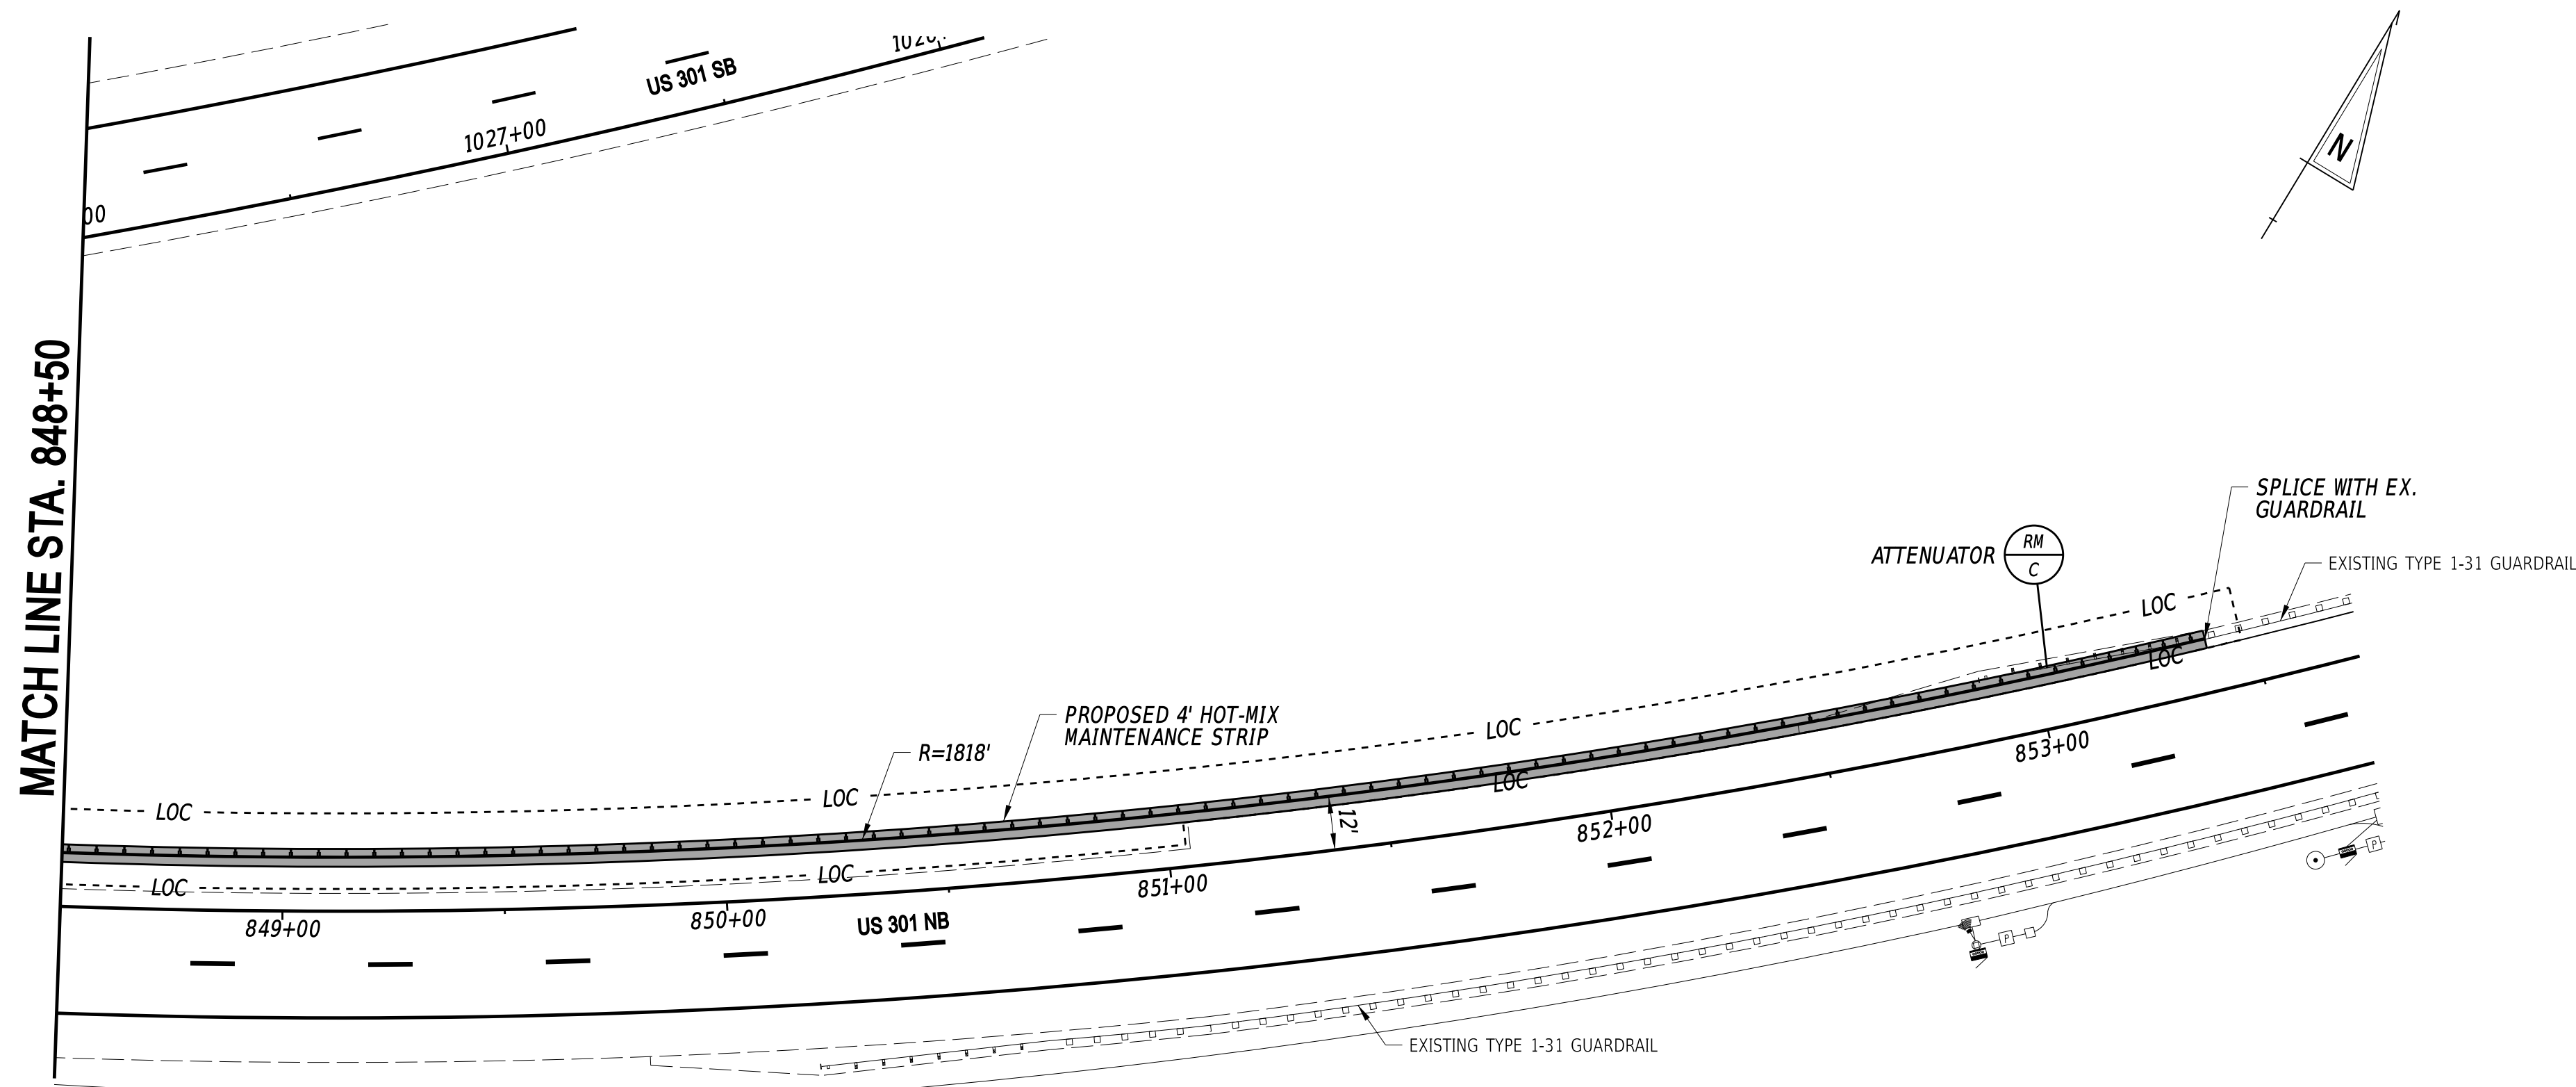 US 301 SB
1027+00
00
MATCH LINE STA. 848+50
N
SPLICE WITH EX.
GUARDRAIL
ATTENUATOR
RM
C
EXISTING TYPE 1-31 GUARDRAIL
LOC
LOC
PROPOSED 4' HOT-MIX
MAINTENANCE STRIP
LOC
R=1818'
853+00
LOC
LOC
LOC
12'
852+00
P
LOC
LOC
851+00
850+00
US 301 NB
849+00
P
EXISTING TYPE 1-31 GUARDRAIL